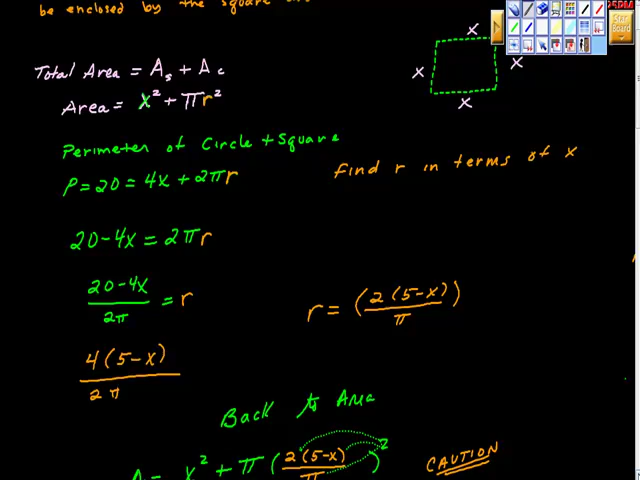 be enclosed by the square and
x
x
x
x
Total Area = A_s + A_c
Area = x² + πr²
Perimeter of Circle + Square
P = 20 = 4x + 2πr
Find r in terms of x
20 - 4x = 2πr
20 - 4x / 2π = r
r = (2(5-x) / π)
4(5-x) / 2π
Back to Area
A = x² + π(2(5-x) / π)²
CAUTION
Star Board